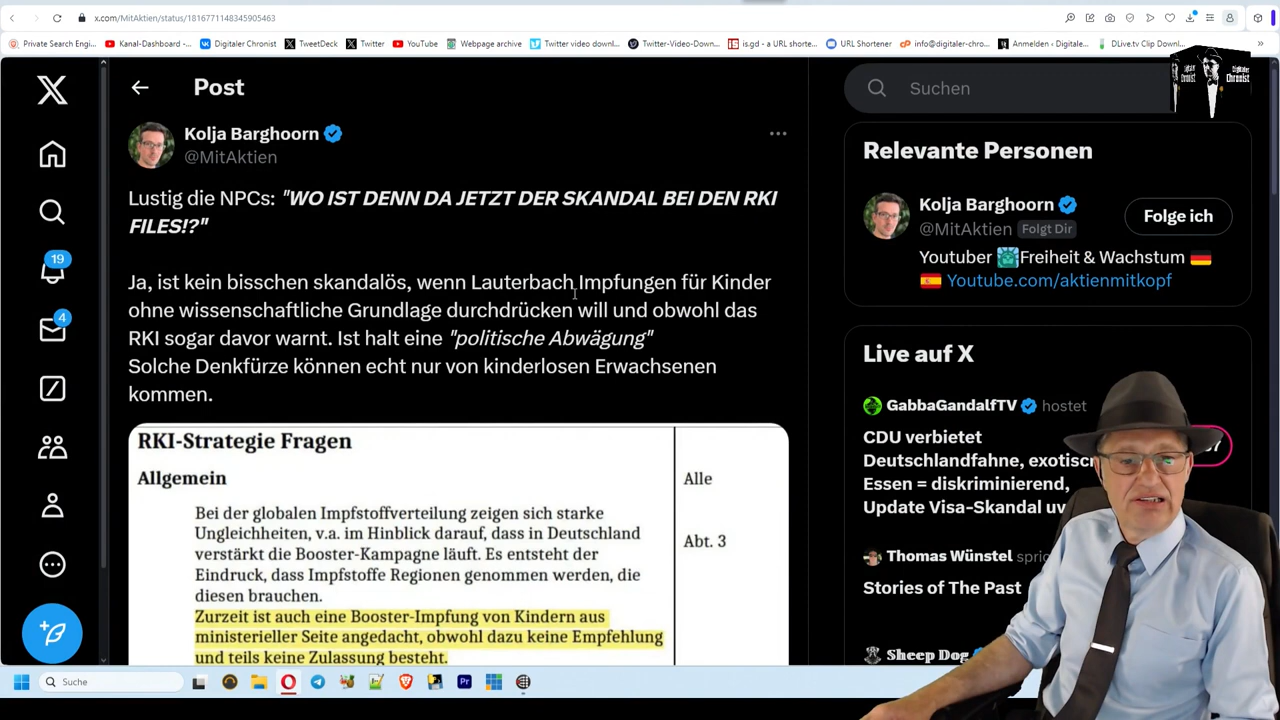 x.com/MitAktien/status/1816771148345905463
Private Search Engi...
Kanal-Dashboard -...
Digitaler Chronist
TweetDeck
Twitter
YouTube
Webpage archive
Twitter video downl...
Twitter-Video-Dow...
is.gd - a URL shorte...
URL Shortener
info@digitaler-chro...
Anmelden ‹ Digitale...
DLive.tv Clip Down...
Digitaler Chronist
Post
Kolja Barghoorn
@MitAktien
Lustig die NPCs: "WO IST DENN DA JETZT DER SKANDAL BEI DEN RKI
FILES!?"
Ja, ist kein bisschen skandalös, wenn Lauterbach Impfungen für Kinder
ohne wissenschaftliche Grundlage durchdrücken will und obwohl das
RKI sogar davor warnt. Ist halt eine "politische Abwägung"
Solche Denkfürze können echt nur von kinderlosen Erwachsenen
kommen.
RKI-Strategie Fragen
Allgemein
Alle
Bei der globalen Impfstoffverteilung zeigen sich starke
Ungleichheiten, v.a. im Hinblick darauf, dass in Deutschland
verstärkt die Booster-Kampagne läuft. Es entsteht der
Abt. 3
Eindruck, dass Impfstoffe Regionen genommen werden, die
diesen brauchen.
Zurzeit ist auch eine Booster-Impfung von Kindern aus
ministerieller Seite angedacht, obwohl dazu keine Empfehlung
und teils keine Zulassung besteht.
19
4
Suchen
Relevante Personen
Kolja Barghoorn
@MitAktien Folgt Dir
Folge ich
Youtuber Freiheit & Wachstum
Youtube.com/aktienmitkopf
Live auf X
GabbaGandalfTV hostet
CDU verbietet
Deutschlandfahne, exotisc
Essen = diskriminierend,
Update Visa-Skandal uv
Thomas Wünstel spric
Stories of The Past
Sheep Dog
Suche